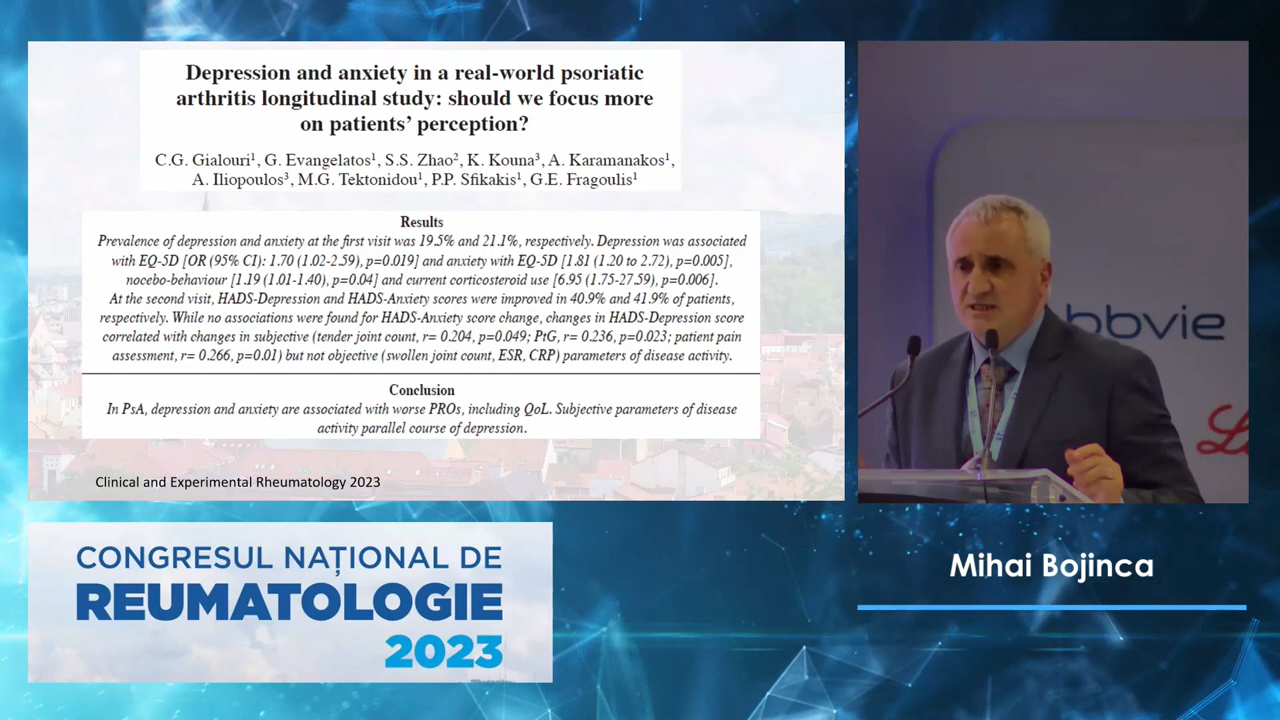 Depression and anxiety in a real-world psoriatic
arthritis longitudinal study: should we focus more
on patients' perception?
C.G. Gialouri¹, G. Evangelatos¹, S.S. Zhao², K. Kouna³, A. Karamanakos¹,
A. Iliopoulos³, M.G. Tektonidou¹, P.P. Sfikakis¹, G.E. Fragoulis¹
Results
Prevalence of depression and anxiety at the first visit was 19.5% and 21.1%, respectively. Depression was associated
with EQ-5D [OR (95% CI): 1.70 (1.02-2.59), p=0.019] and anxiety with EQ-5D [1.81 (1.20 to 2.72), p=0.005],
nocebo-behaviour [1.19 (1.01-1.40), p=0.04] and current corticosteroid use [6.95 (1.75-27.59), p=0.006].
At the second visit, HADS-Depression and HADS-Anxiety scores were improved in 40.9% and 41.9% of patients,
respectively. While no associations were found for HADS-Anxiety score change, changes in HADS-Depression score
correlated with changes in subjective (tender joint count, r= 0.204, p=0.049; PtG, r= 0.236, p=0.023; patient pain
assessment, r= 0.266, p=0.01) but not objective (swollen joint count, ESR, CRP) parameters of disease activity.
Conclusion
In PsA, depression and anxiety are associated with worse PROs, including QoL. Subjective parameters of disease
activity parallel course of depression.
Clinical and Experimental Rheumatology 2023
bbvie
L
CONGRESUL NAȚIONAL DE
REUMATOLOGIE
2023
Mihai Bojinca